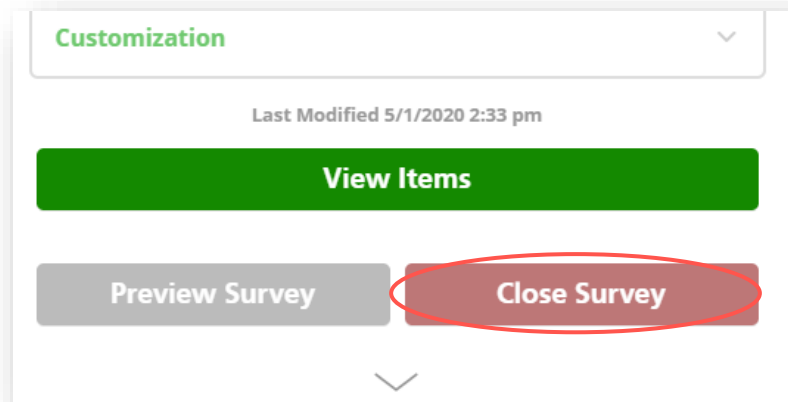 Customization
Last Modified 5/1/2020 2:33 pm
View Items
Preview Survey
Close Survey